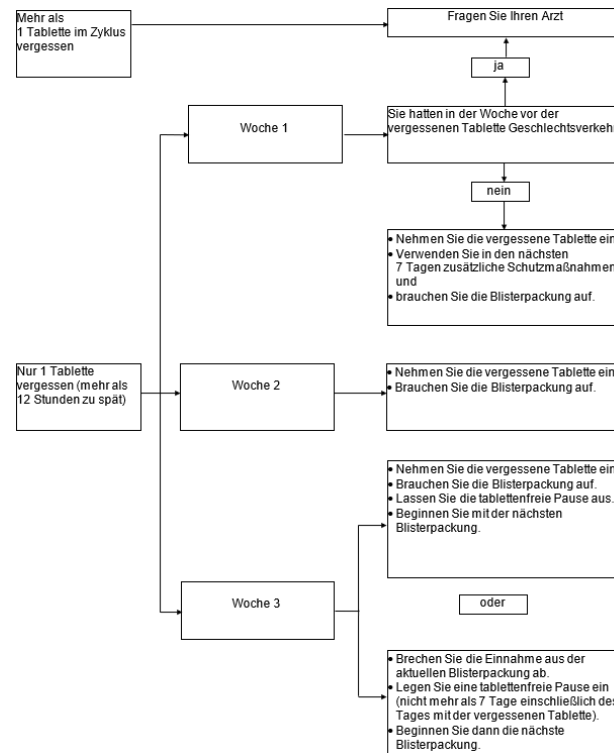 Mehr als
1 Tablette im Zyklus
vergessen
Fragen Sie Ihren Arzt
ja
Woche 1
Sie hatten in der Woche vor der
vergessenen Tablette Geschlechtsverkehr
nein
• Nehmen Sie die vergessene Tablette ein
• Verwenden Sie in den nächsten
7 Tagen zusätzliche Schutzmaßnahmen
und
• brauchen Sie die Blisterpackung auf.
Nur 1 Tablette
vergessen (mehr als
12 Stunden zu spät)
Woche 2
• Nehmen Sie die vergessene Tablette ein
• Brauchen Sie die Blisterpackung auf.
• Nehmen Sie die vergessene Tablette ein
• Brauchen Sie die Blisterpackung auf.
• Lassen Sie die tablettenfreie Pause aus.
• Beginnen Sie mit der nächsten
Blisterpackung.
Woche 3
oder
• Brechen Sie die Einnahme aus der
aktuellen Blisterpackung ab.
• Legen Sie eine tablettenfreie Pause ein
(nicht mehr als 7 Tage einschließlich des
Tages mit der vergessenen Tablette).
• Beginnen Sie dann die nächste
Blisterpackung.